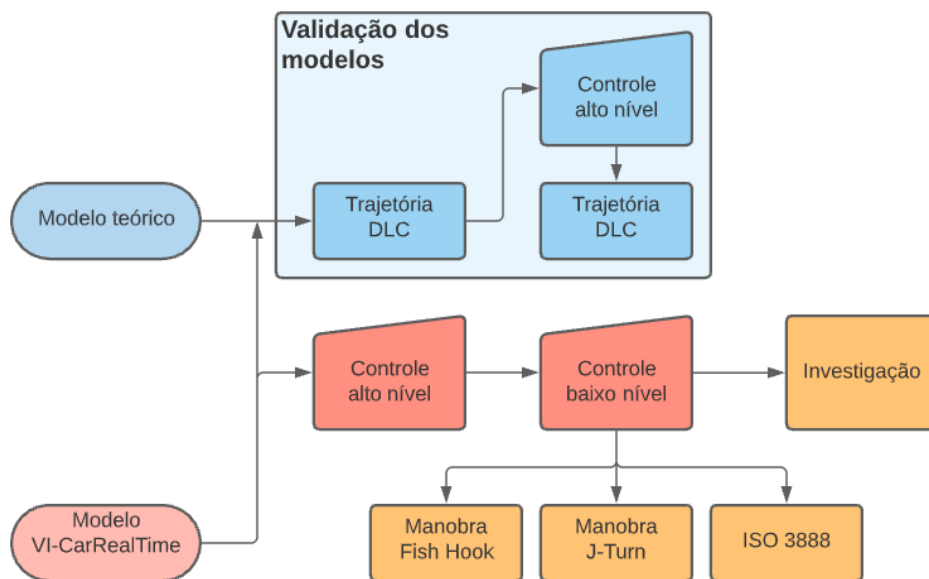 Validação dos
modelos
Controle
alto nível
Modelo teórico
Trajetória
DLC
Trajetória
DLC
Controle
alto nível
Controle
baixo nível
Investigação
Modelo
VI-CarRealTime
Manobra
Fish Hook
Manobra
J-Turn
ISO 3888